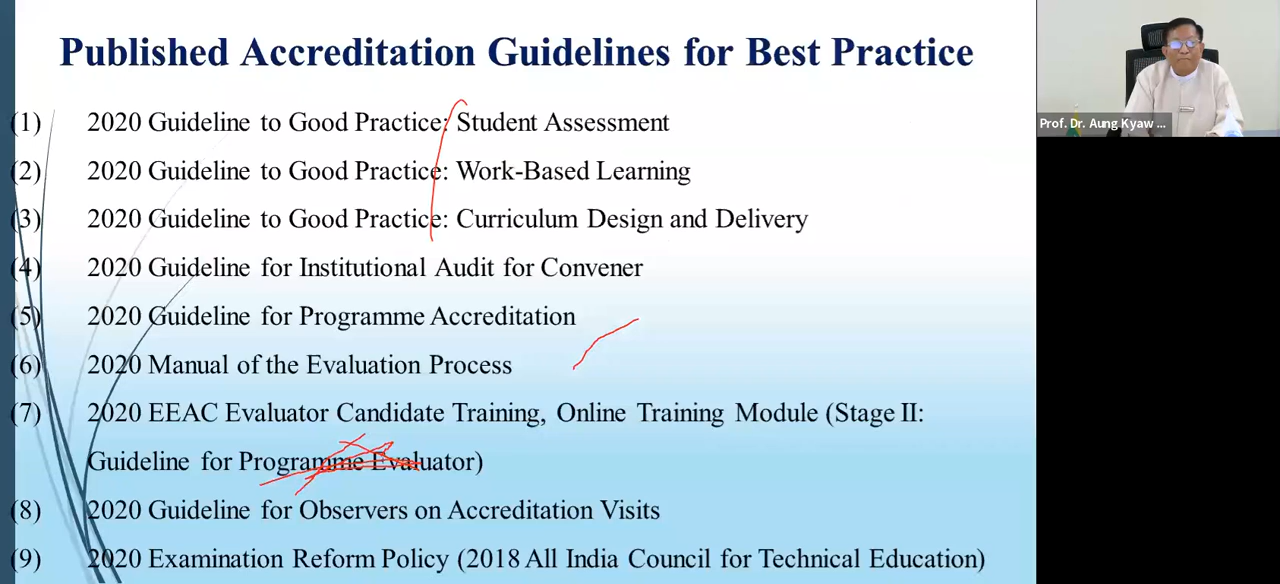 Published Accreditation Guidelines for Best Practice
Prof. Dr. Aung Kyaw ...
(1) 2020 Guideline to Good Practice: Student Assessment
(2) 2020 Guideline to Good Practice: Work-Based Learning
(3) 2020 Guideline to Good Practice: Curriculum Design and Delivery
(4) 2020 Guideline for Institutional Audit for Convener
(5) 2020 Guideline for Programme Accreditation
(6) 2020 Manual of the Evaluation Process
(7) 2020 EEAC Evaluator Candidate Training, Online Training Module (Stage II:
Guideline for Programme Evaluator)
(8) 2020 Guideline for Observers on Accreditation Visits
(9) 2020 Examination Reform Policy (2018 All India Council for Technical Education)